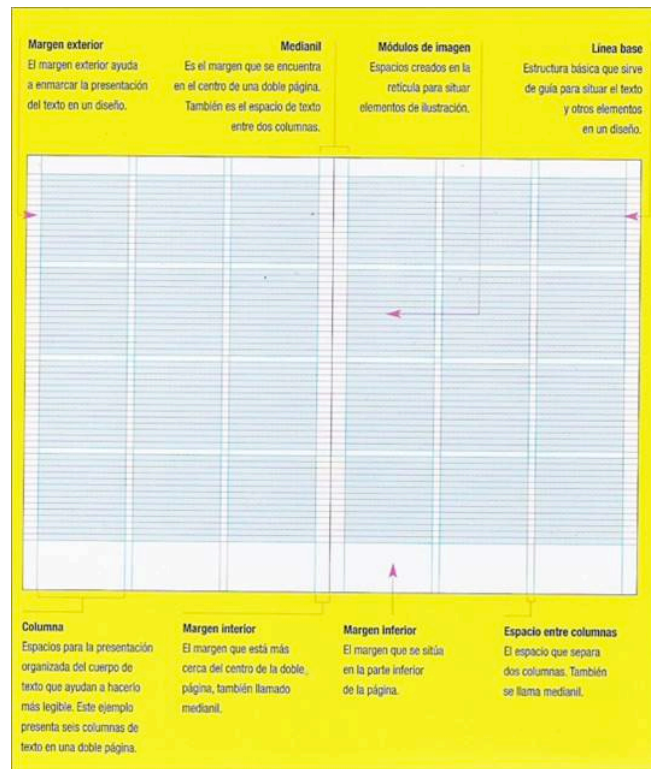 Margen exterior
El margen exterior ayuda
a enmarcar la presentación
del texto en un diseño.
Medianil
Es el margen que se encuentra
en el centro de una doble página.
También es el espacio de texto
entre dos columnas.
Módulos de imagen
Espacios creados en la
retícula para situar
elementos de ilustración.
Línea base
Estructura básica que sirve
de guía para situar el texto
y otros elementos
en un diseño.
Columna
Espacios para la presentación
organizada del cuerpo de
texto que ayudan a hacerlo
más legible. Este ejemplo
presenta seis columnas de
texto en una doble página.
Margen interior
El margen que está más
cerca del centro de la doble
página, también llamado
medianil.
Margen inferior
El margen que se sitúa
en la parte inferior
de la página.
Espacio entre columnas
El espacio que separa
dos columnas. También
se llama medianil.